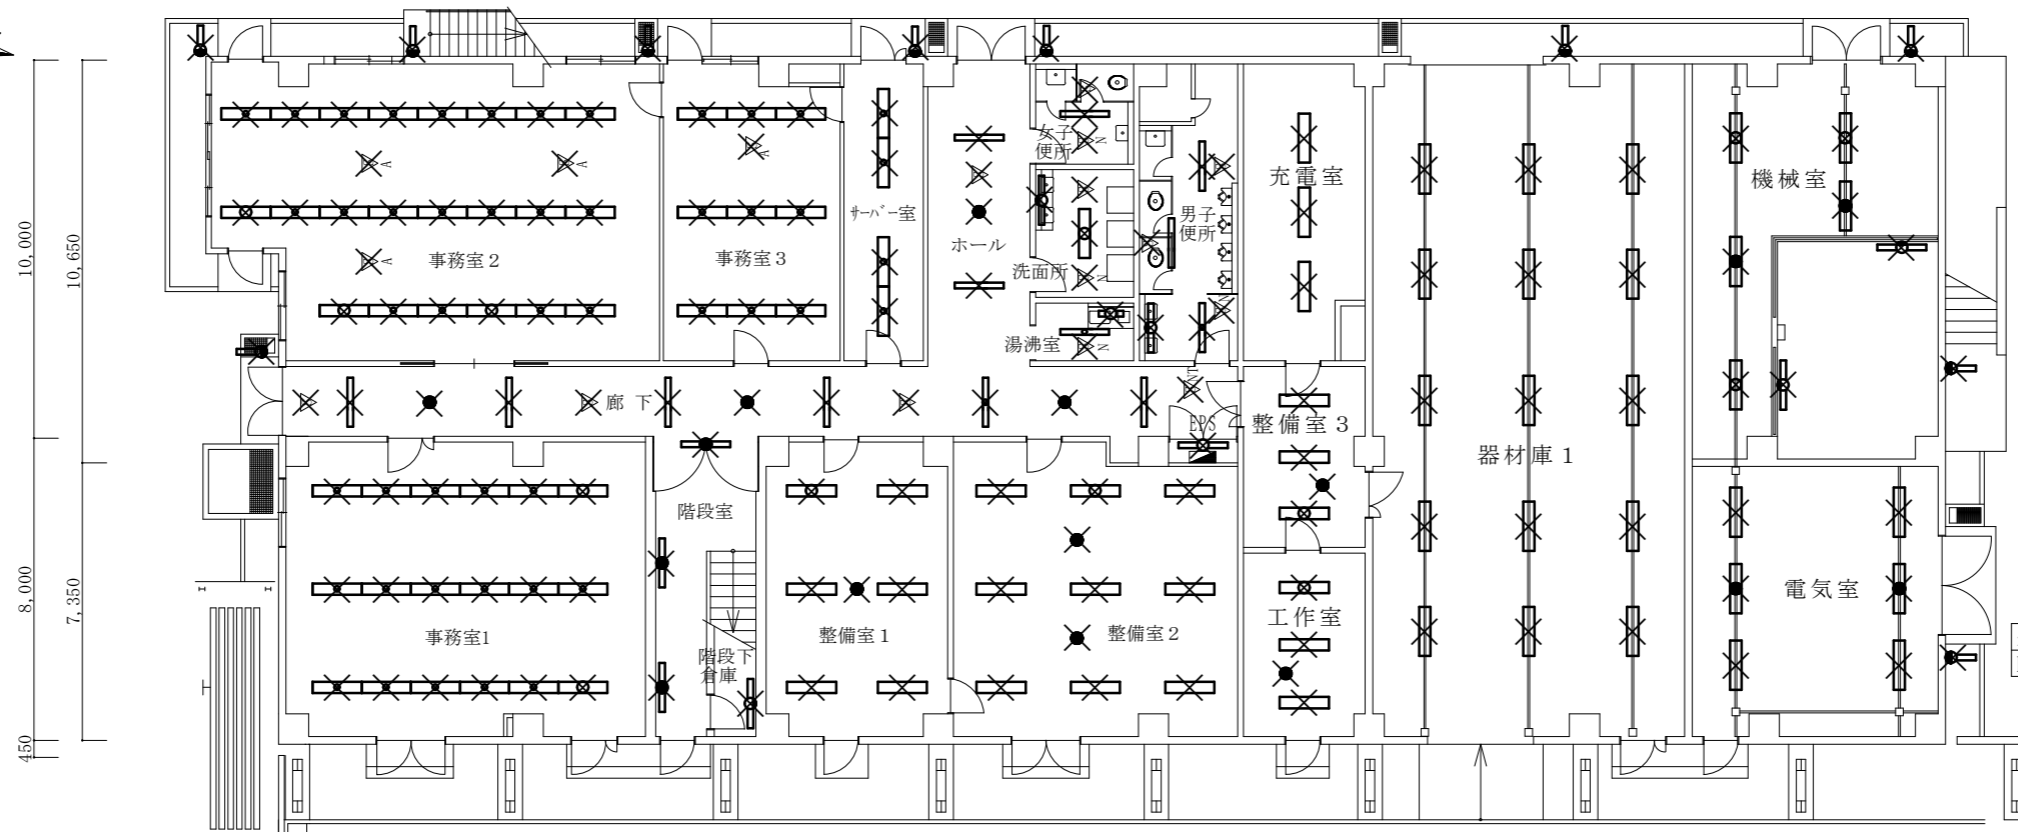 10,000
10,650
8,000
7,350
450
事務室2
事務室3
サーバー室
ホール
女子
便所
洗面所
湯沸室
男子
便所
充電室
機械室
廊下
EPS
整備室3
器材庫1
階段室
階段下
倉庫
事務室1
整備室1
整備室2
工作室
電気室
A
A
A
A
N
N
N
N
N